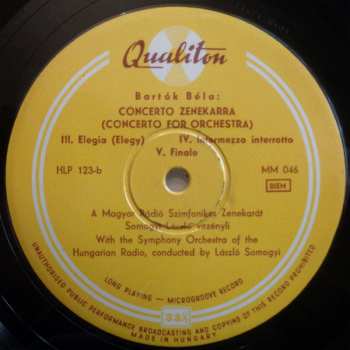 Qualiton
Bartók Béla:
CONCERTO ZENEKARRA
(CONCERTO FOR ORCHESTRA)
III. Elegia (Elegy) IV. Intermezzo interrotto
V. Finale
HLP 123-b MM 046
BIEM
A Magyar Rádió Szimfonikus Zenekarát
Somogyi László vezényli
With the Symphony Orchestra of the
Hungarian Radio, conducted by László Somogyi
LONG PLAYING — MICROGROOVE RECORD
UNAUTHORISED PUBLIC PERFORMANCE BROADCASTING AND COPYING OF THIS RECORD PROHIBITED
33⅓
MADE IN HUNGARY